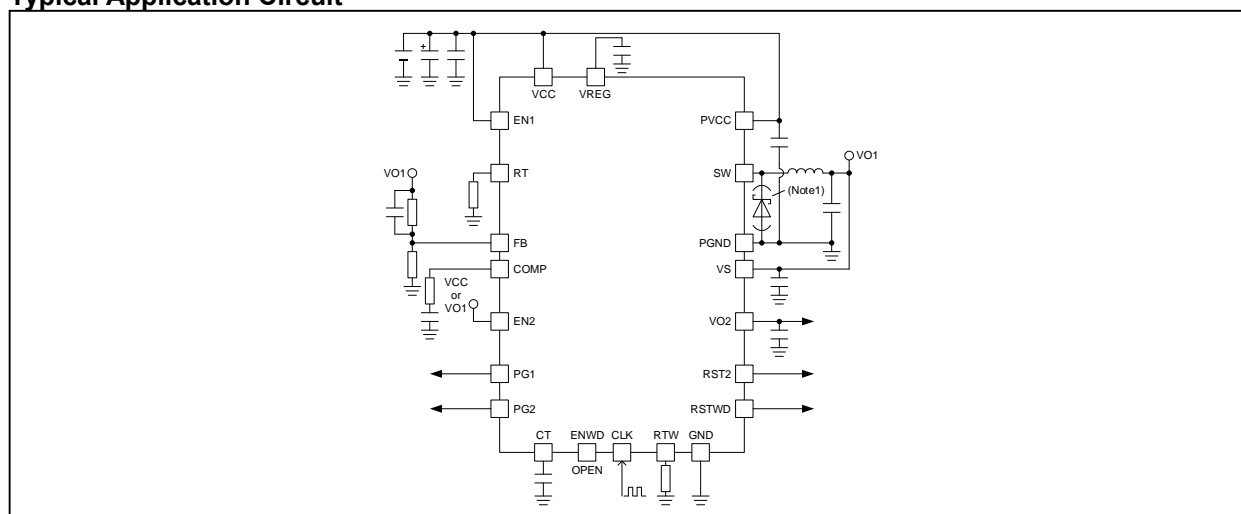 Typical Application Circuit
+
VCC
VREG
EN1
PVCC
VO1
RT
SW
VO1
(Note1)
FB
PGND
COMP
VS
VCC
or
VO1
EN2
VO2
PG1
RST2
PG2
RSTWD
CT
ENWD
CLK
RTW
GND
OPEN